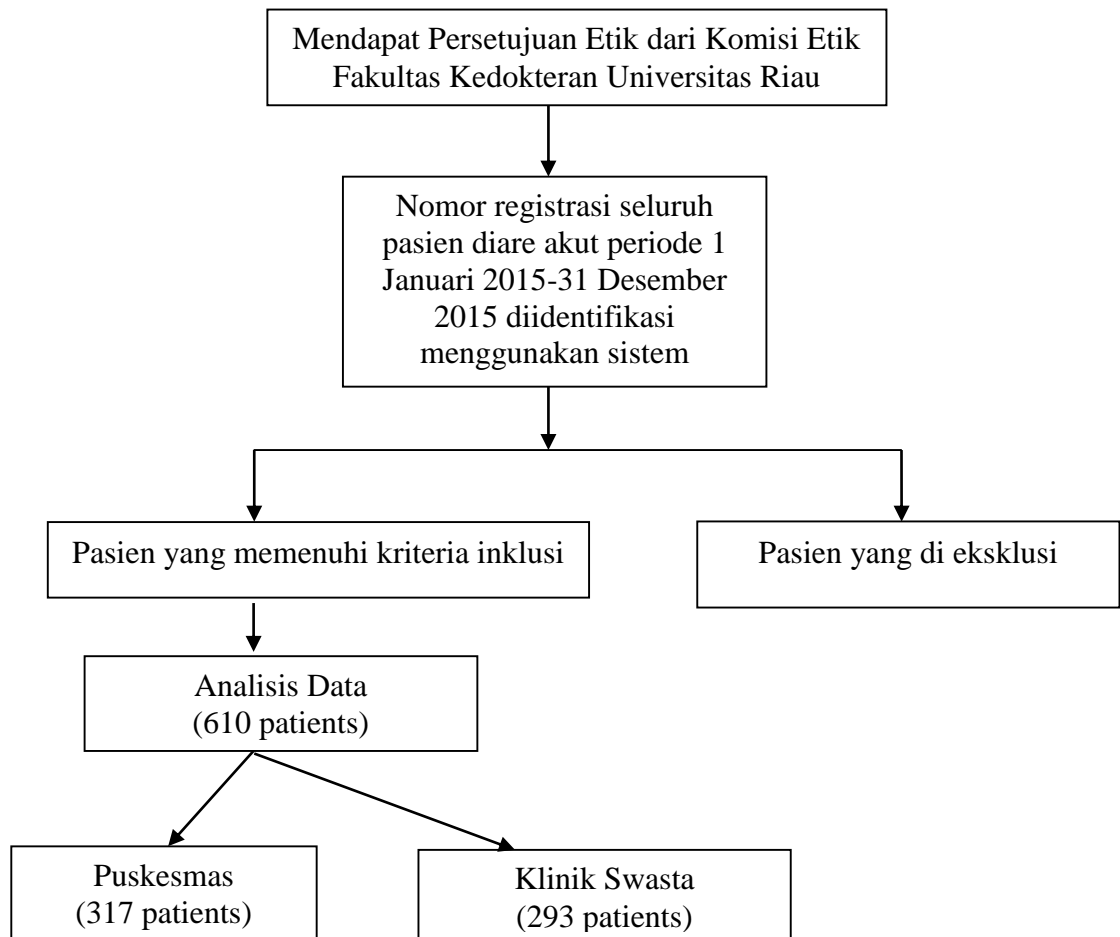 Mendapat Persetujuan Etik dari Komisi Etik
Fakultas Kedokteran Universitas Riau
Nomor registrasi seluruh
pasien diare akut periode 1
Januari 2015-31 Desember
2015 diidentifikasi
menggunakan sistem
Pasien yang memenuhi kriteria inklusi
Pasien yang di eksklusi
Analisis Data
(610 patients)
Puskesmas
(317 patients)
Klinik Swasta
(293 patients)